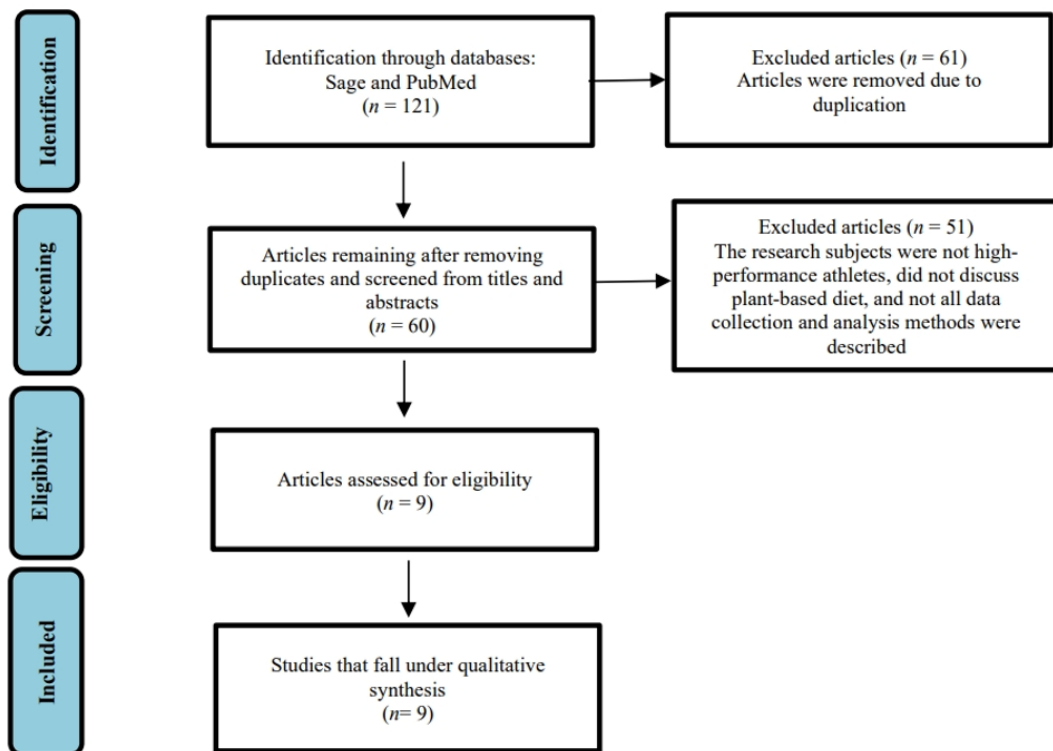 Identification
Identification through databases:
Sage and PubMed
(n = 121)
Excluded articles (n = 61)
Articles were removed due to
duplication
Screening
Articles remaining after removing
duplicates and screened from titles and
abstracts
(n = 60)
Excluded articles (n = 51)
The research subjects were not high-
performance athletes, did not discuss
plant-based diet, and not all data
collection and analysis methods were
described
Eligibility
Articles assessed for eligibility
(n = 9)
Included
Studies that fall under qualitative
synthesis
(n= 9)